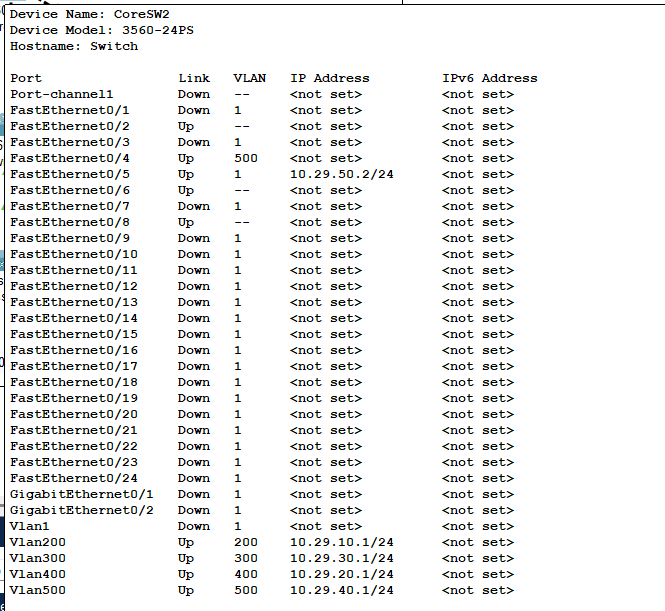 Device Name: CoreSW2
Device Model: 3560-24PS
Hostname: Switch
Port Link VLAN IP Address IPv6 Address
Port-channel1 Down -- <not set> <not set>
FastEthernet0/1 Down 1 <not set> <not set>
FastEthernet0/2 Up -- <not set> <not set>
FastEthernet0/3 Down 1 <not set> <not set>
FastEthernet0/4 Up 500 <not set> <not set>
FastEthernet0/5 Up 1 10.29.50.2/24 <not set>
FastEthernet0/6 Up -- <not set> <not set>
FastEthernet0/7 Down 1 <not set> <not set>
FastEthernet0/8 Up -- <not set> <not set>
FastEthernet0/9 Down 1 <not set> <not set>
FastEthernet0/10 Down 1 <not set> <not set>
FastEthernet0/11 Down 1 <not set> <not set>
FastEthernet0/12 Down 1 <not set> <not set>
FastEthernet0/13 Down 1 <not set> <not set>
FastEthernet0/14 Down 1 <not set> <not set>
FastEthernet0/15 Down 1 <not set> <not set>
FastEthernet0/16 Down 1 <not set> <not set>
FastEthernet0/17 Down 1 <not set> <not set>
FastEthernet0/18 Down 1 <not set> <not set>
FastEthernet0/19 Down 1 <not set> <not set>
FastEthernet0/20 Down 1 <not set> <not set>
FastEthernet0/21 Down 1 <not set> <not set>
FastEthernet0/22 Down 1 <not set> <not set>
FastEthernet0/23 Down 1 <not set> <not set>
FastEthernet0/24 Down 1 <not set> <not set>
GigabitEthernet0/1 Down 1 <not set> <not set>
GigabitEthernet0/2 Down 1 <not set> <not set>
Vlan1 Down 1 <not set> <not set>
Vlan200 Up 200 10.29.10.1/24 <not set>
Vlan300 Up 300 10.29.30.1/24 <not set>
Vlan400 Up 400 10.29.20.1/24 <not set>
Vlan500 Up 500 10.29.40.1/24 <not set>